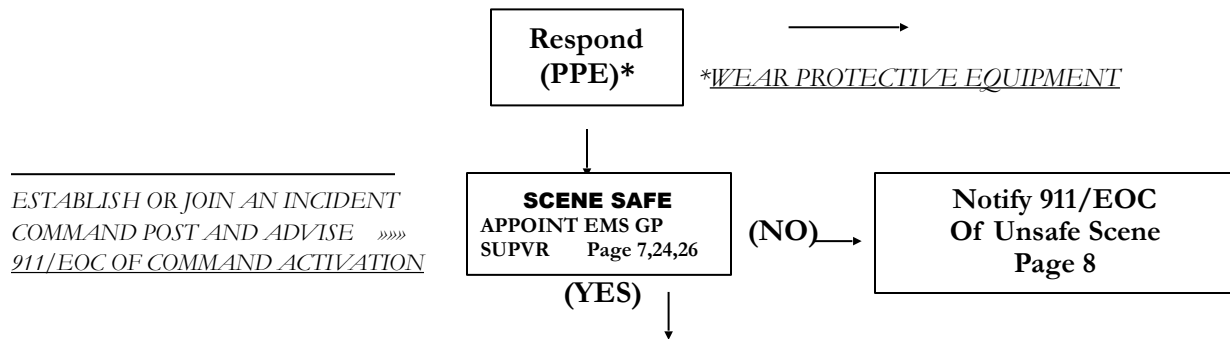 Respond
(PPE)*
*WEAR PROTECTIVE EQUIPMENT
ESTABLISH OR JOIN AN INCIDENT
COMMAND POST AND ADVISE »»»
911/EOC OF COMMAND ACTIVATION
SCENE SAFE
APPOINT EMS GP
SUPVR Page 7,24,26
(NO)
Notify 911/EOC
Of Unsafe Scene
Page 8
(YES)